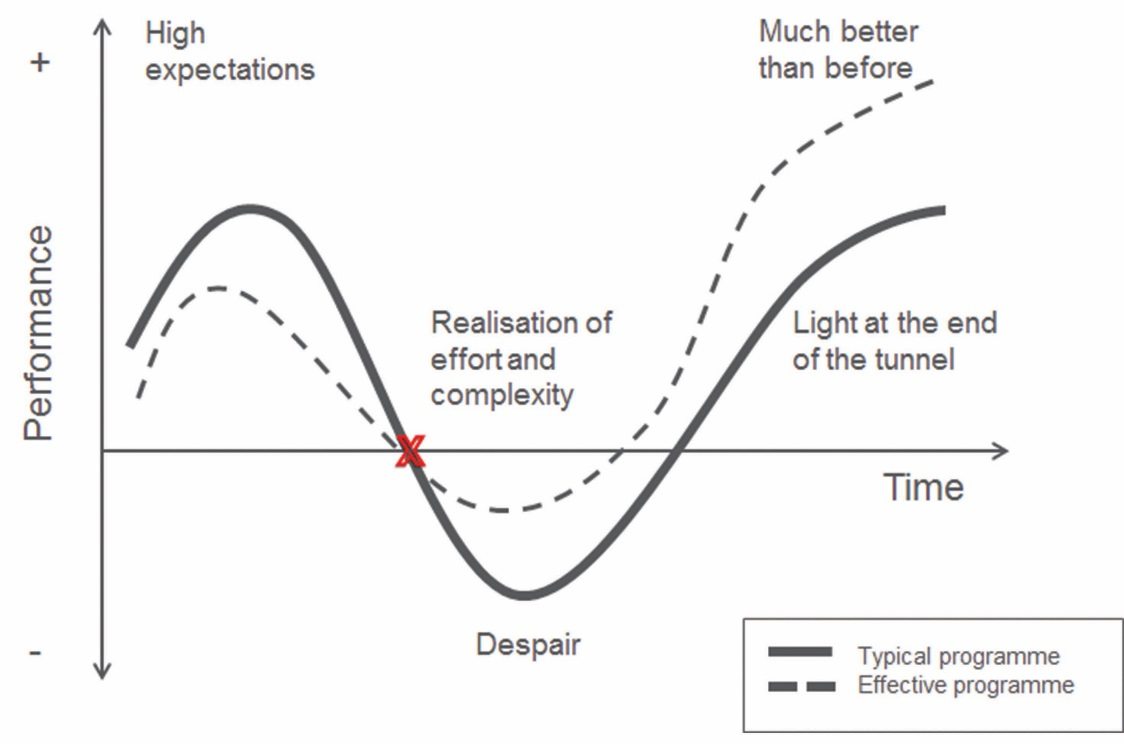 High
expectations
Much better
than before
+
Performance
Realisation of
effort and
complexity
Light at the end
of the tunnel
X
Time
Despair
-
Typical programme
Effective programme